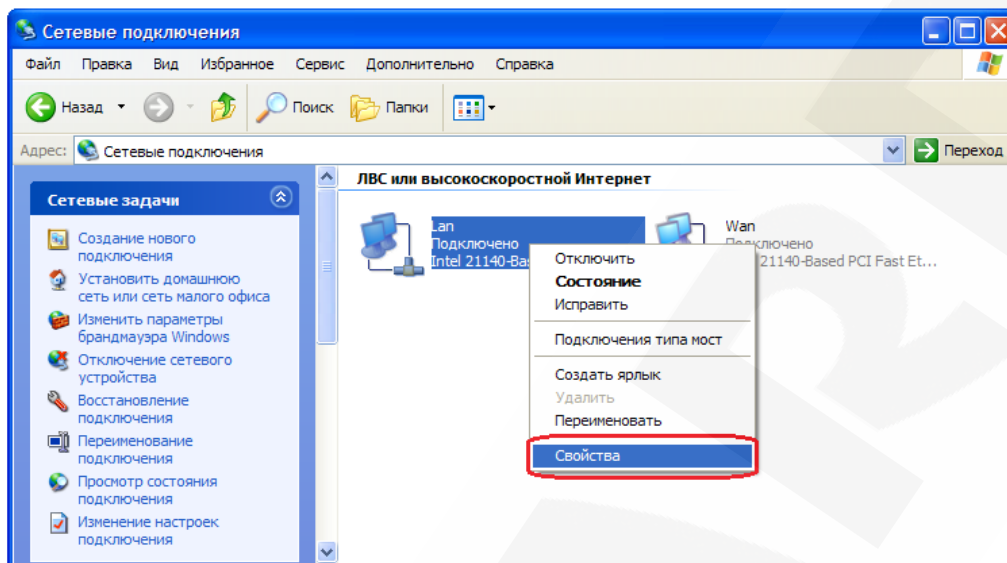 Сетевые подключения
Файл Правка Вид Избранное Сервис Дополнительно Справка
Назад Поиск Папки
Адрес: Сетевые подключения Переход
Сетевые задачи
Создание нового
подключения
Установить домашнюю
сеть или сеть малого офиса
Изменить параметры
брандмауэра Windows
Отключение сетевого
устройства
Восстановление
подключения
Переименование
подключения
Просмотр состояния
подключения
Изменение настроек
подключения
ЛВС или высокоскоростной Интернет
Lan
Подключено
Intel 21140-Ba
Wan
Подключено
21140-Based PCI Fast Et...
Отключить
Состояние
Исправить
Подключения типа мост
Создать ярлык
Удалить
Переименовать
Свойства